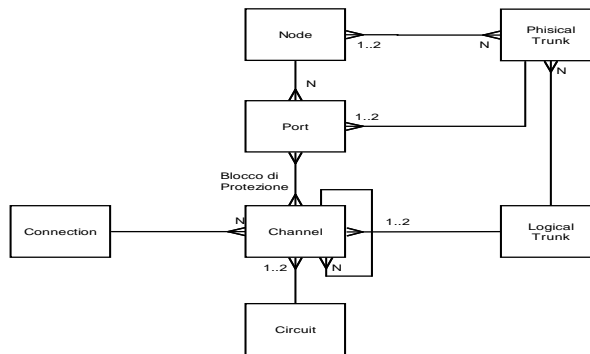 Node
1..2
N
Phisical
Trunk
N
N
Port
1..2
Blocco di
Protezione
Connection
N
Channel
1..2
Logical
Trunk
1..2
N
Circuit